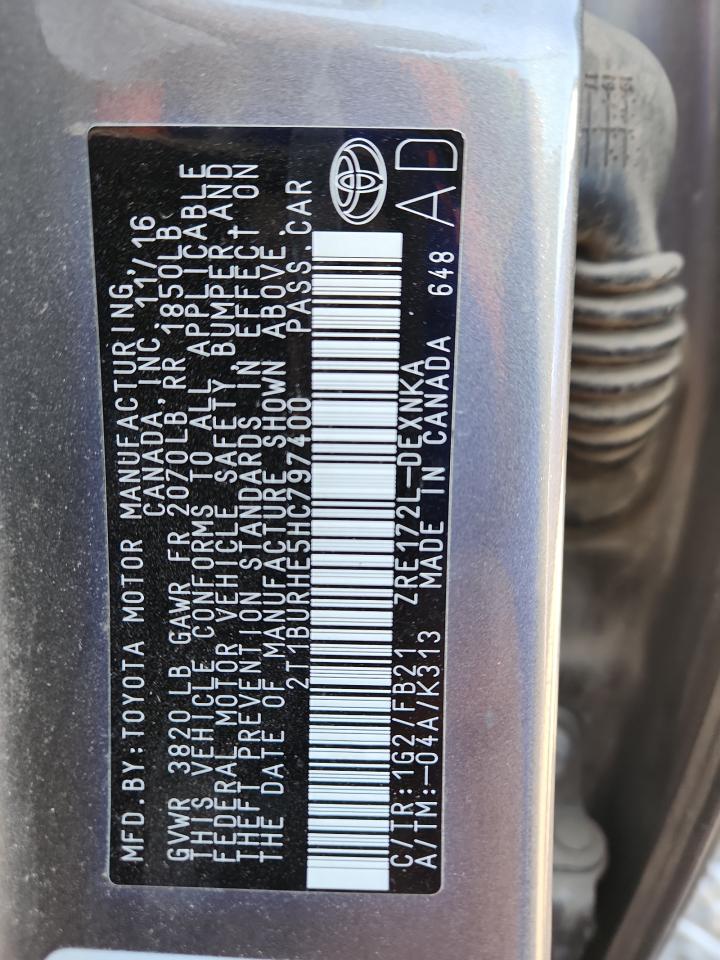 MFD.BY:TOYOTA MOTOR MANUFACTURING,
CANADA,INC. 11/16
GVWR 3820 LB GAWR FR 2070LB,RR 1850LB
THIS VEHICLE CONFORMS TO ALL APPLICABLE
FEDERAL MOTOR VEHICLE SAFETY,BUMPER,AND
THEFT PREVENTION STANDARDS IN EFFECT ON
THE DATE OF MANUFACTURE SHOWN ABOVE.
2T1BURHE5HC797400 PASS.CAR
C/TR:1G2/FB21 ZRE172L-DEXNKA
A/TM:-04A/K313 MADE IN CANADA 648
AD